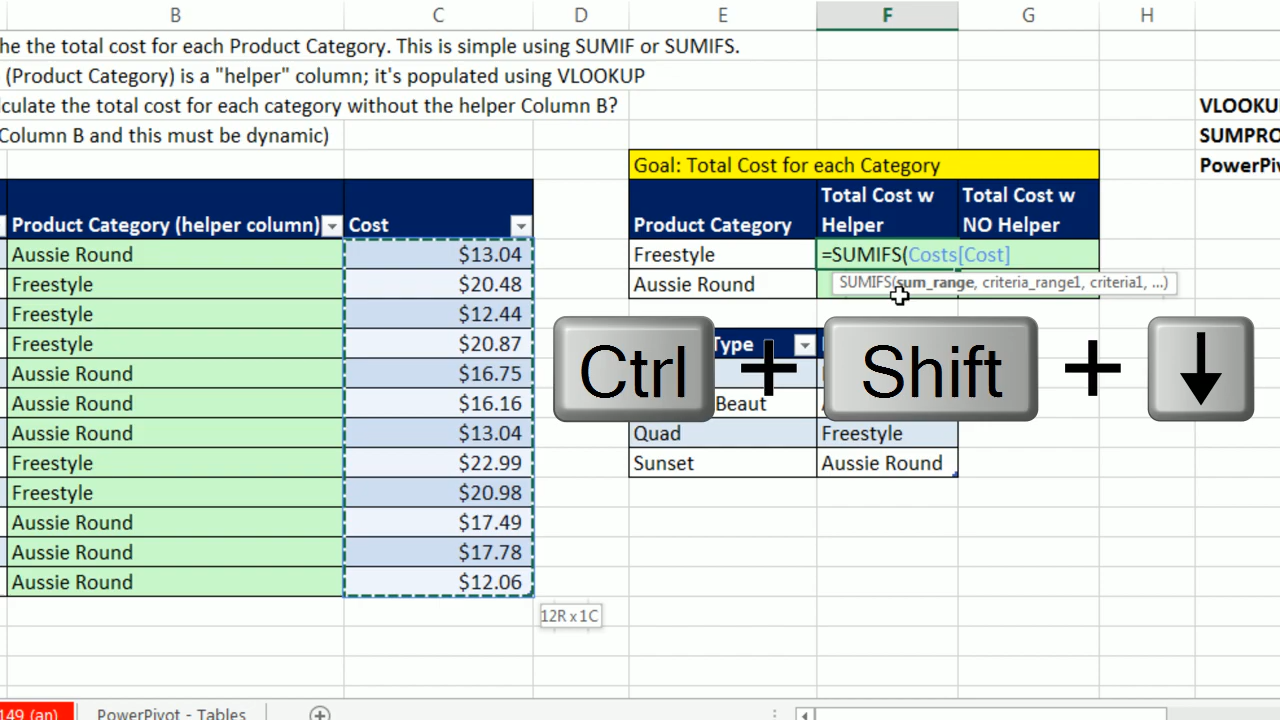 B C D E F G H
he the total cost for each Product Category. This is simple using SUMIF or SUMIFS.
(Product Category) is a "helper" column; it's populated using VLOOKUP
lculate the total cost for each category without the helper Column B?
VLOOKU
Column B and this must be dynamic)
SUMPRO
Goal: Total Cost for each Category
PowerPiv
Product Category (helper column) Cost
Product Category
Total Cost w
Helper
Total Cost w
NO Helper
Aussie Round $13.04
Freestyle =SUMIFS(Costs[Cost]
Freestyle $20.48
Aussie Round
SUMIFS(sum_range, criteria_range1, criteria1, ...)
Freestyle $12.44
Freestyle $20.87
Type
Aussie Round $16.75
Ctrl + Shift + ↓
Aussie Round $16.16
Beaut
Aussie Round $13.04
Quad Freestyle
Freestyle $22.99
Sunset Aussie Round
Freestyle $20.98
Aussie Round $17.49
Aussie Round $17.78
Aussie Round $12.06
12R x 1C
149 (an) PowerPivot - Tables